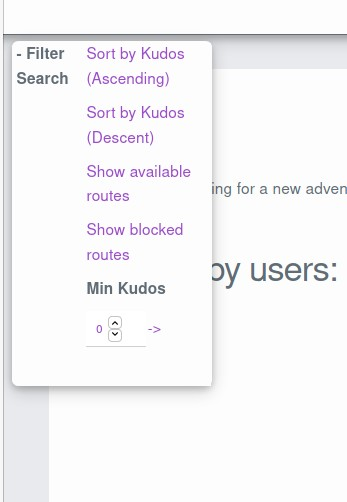 - Filter
Search
Sort by Kudos
(Ascending)
Sort by Kudos
(Descent)
Show available
routes
Show blocked
routes
Min Kudos
0 ->
ing for a new adven
by users: